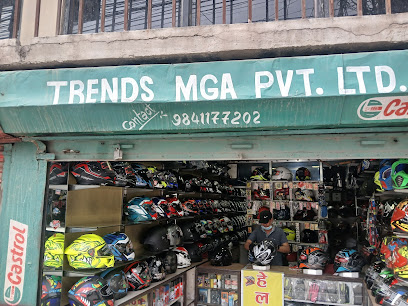 TRENDS MGA PVT. LTD.
Contact :- 9841177202
Castrol
Castrol